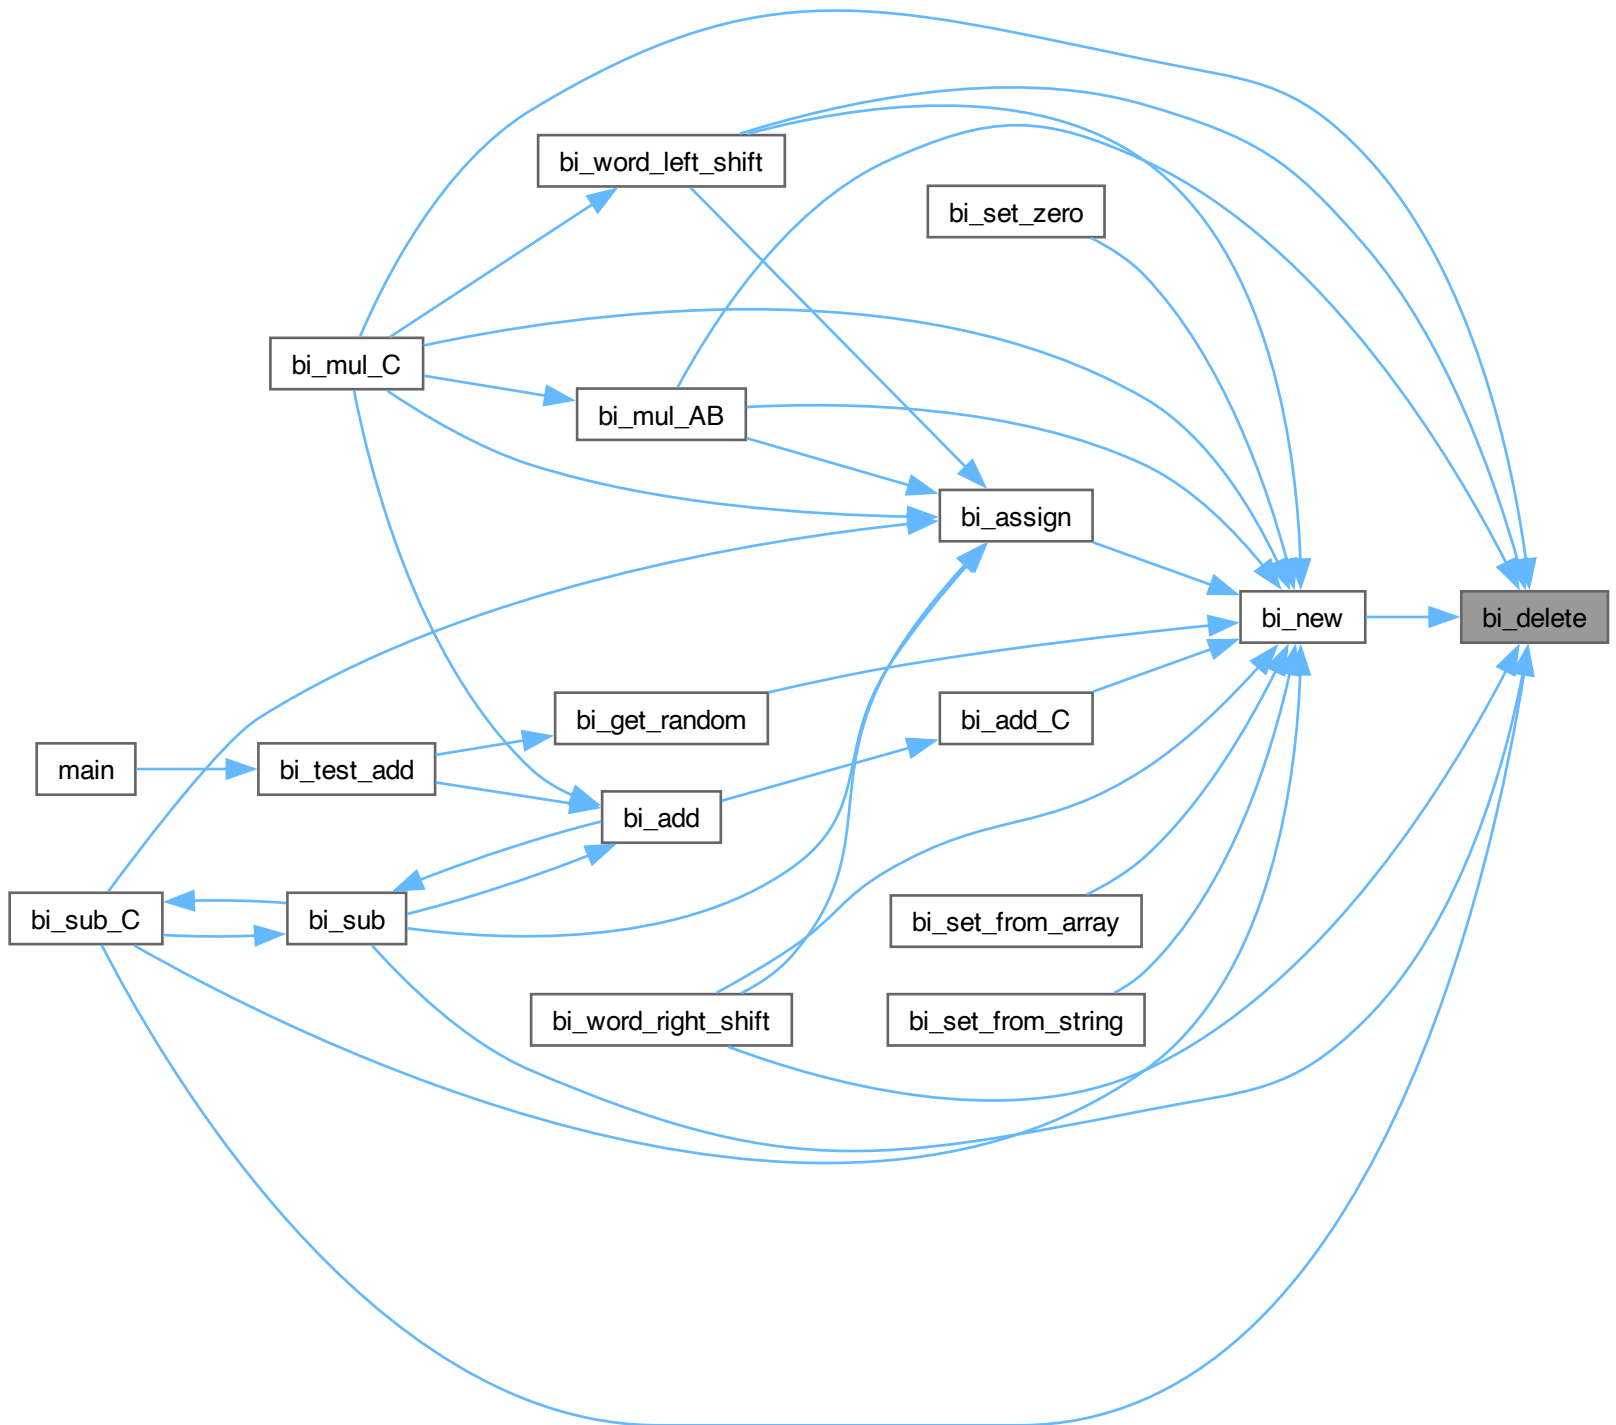 bi_word_left_shift
bi_set_zero
bi_mul_C
bi_mul_AB
bi_assign
bi_new
bi_delete
bi_get_random
bi_add_C
main
bi_test_add
bi_add
bi_sub_C
bi_sub
bi_set_from_array
bi_word_right_shift
bi_set_from_string